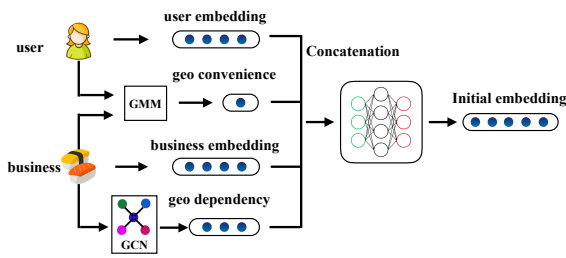 user embedding
user
Concatenation
geo convenience
GMM
Initial embedding
business embedding
business
geo dependency
GCN